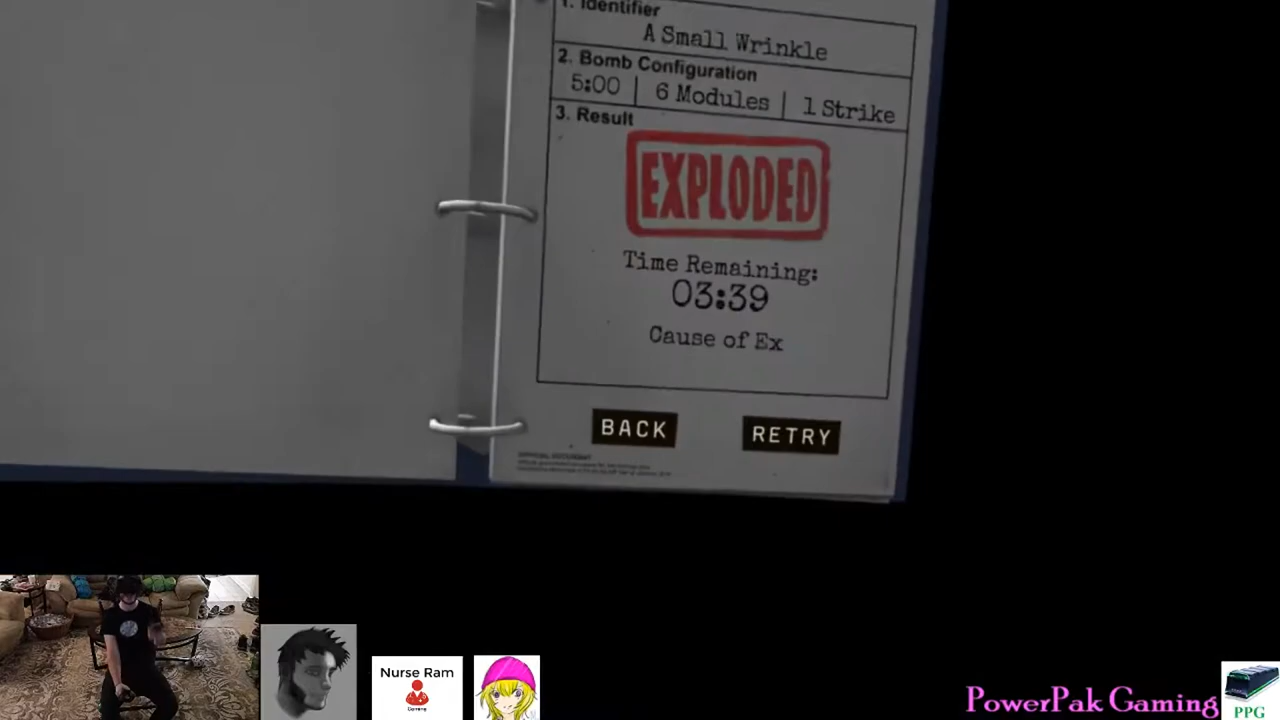 1. Identifier
A Small Wrinkle
2. Bomb Configuration
5:00 | 6 Modules | 1 Strike
3. Result
EXPLODED
Time Remaining:
03:39
Cause of Ex
BACK
RETRY
Nurse Ram
PowerPak Gaming
PPG